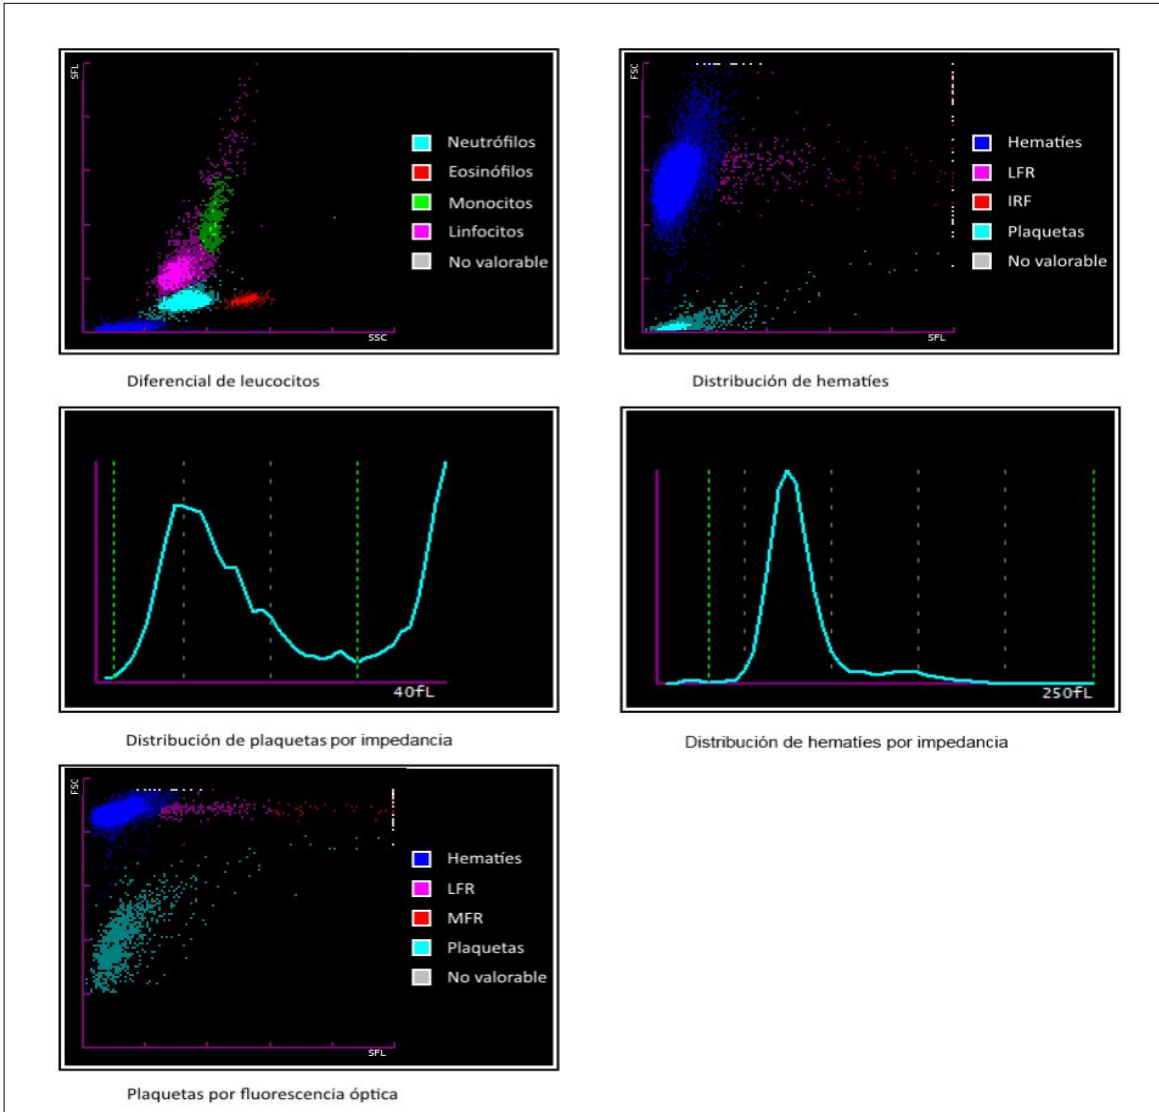 SFL
Neutrófilos
Eosinófilos
Monocitos
Linfocitos
No valorable
SSC
Diferencial de leucocitos
FSC
Hematíes
LFR
IRF
Plaquetas
No valorable
SFL
Distribución de hematíes
40fL
Distribución de plaquetas por impedancia
250fL
Distribución de hematíes por impedancia
FSC
Hematíes
LFR
MFR
Plaquetas
No valorable
SFL
Plaquetas por fluorescencia óptica